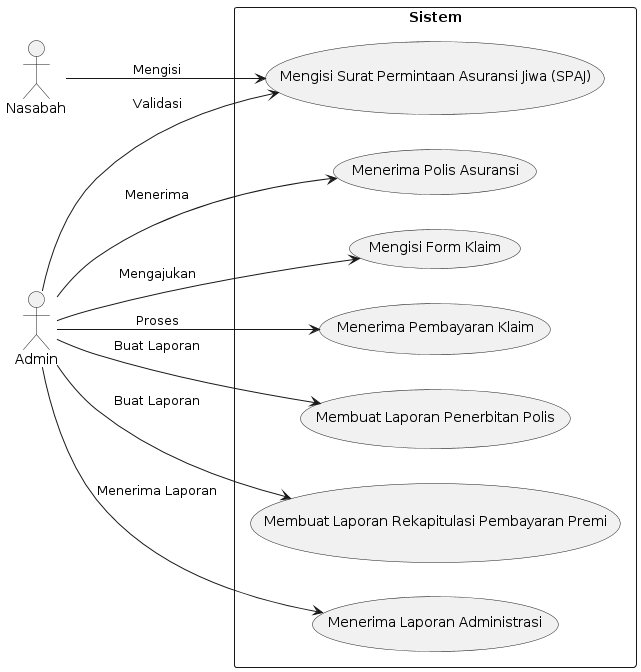 Sistem
Nasabah
Mengisi
Mengisi Surat Permintaan Asuransi Jiwa (SPAJ)
Validasi
Menerima
Menerima Polis Asuransi
Mengajukan
Mengisi Form Klaim
Admin
Proses
Menerima Pembayaran Klaim
Buat Laporan
Membuat Laporan Penerbitan Polis
Buat Laporan
Membuat Laporan Rekapitulasi Pembayaran Premi
Menerima Laporan
Menerima Laporan Administrasi